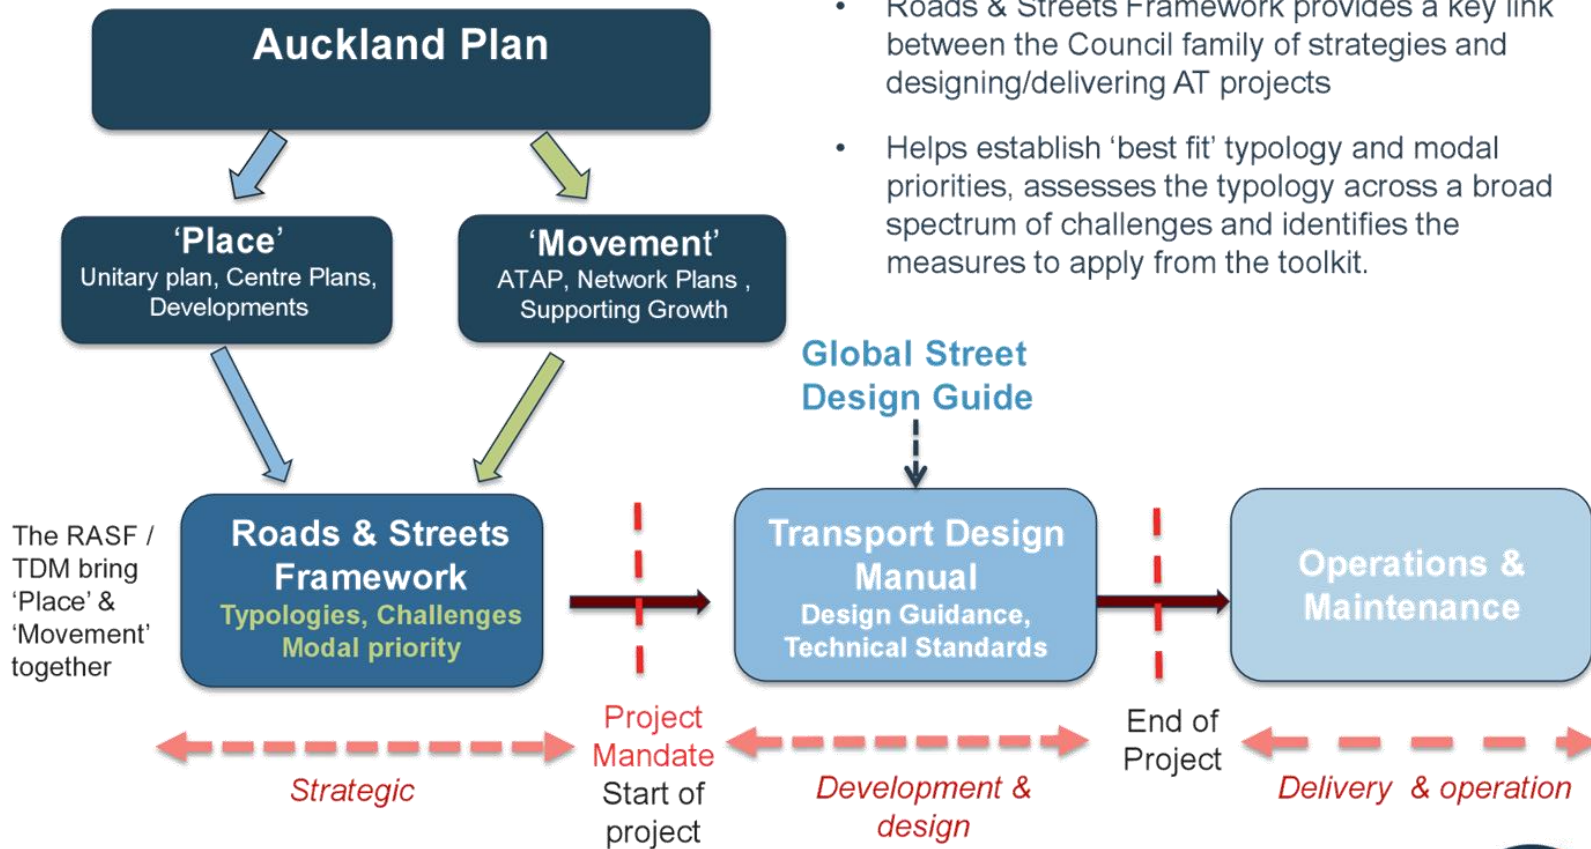 Auckland Plan
• Roads & Streets Framework provides a key link
between the Council family of strategies and
designing/delivering AT projects
• Helps establish ‘best fit’ typology and modal
priorities, assesses the typology across a broad
spectrum of challenges and identifies the
measures to apply from the toolkit.
‘Place’
Unitary plan, Centre Plans,
Developments
‘Movement’
ATAP, Network Plans ,
Supporting Growth
Global Street
Design Guide
The RASF /
TDM bring
‘Place’ &
‘Movement’
together
Roads & Streets
Framework
Typologies, Challenges
Modal priority
Transport Design
Manual
Design Guidance,
Technical Standards
Operations &
Maintenance
Strategic
Project
Mandate
Start of
project
Development &
design
End of
Project
Delivery & operation